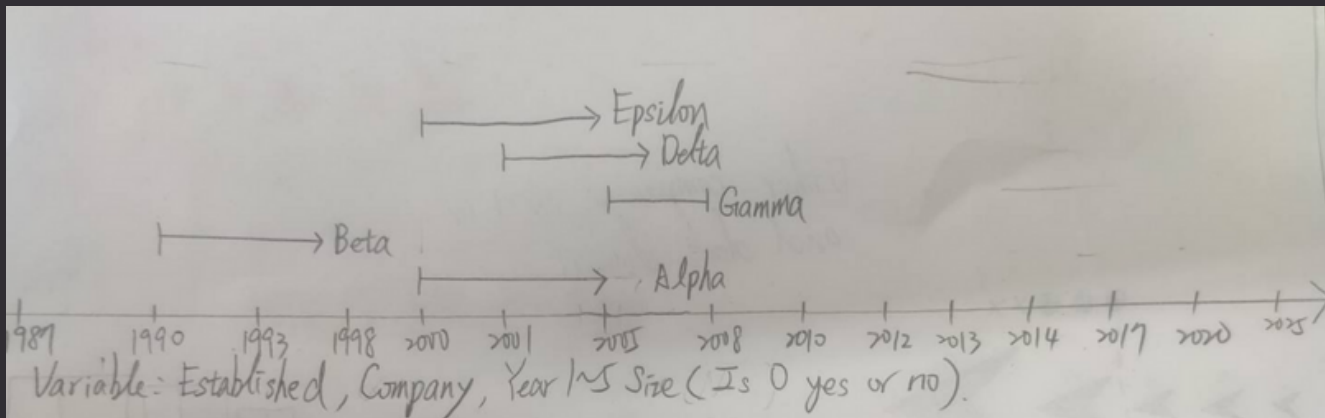 Epsilon
Delta
Gamma
Beta
Alpha
1987 1990 1993 1998 2000 2001 2005 2008 2010 2012 2013 2014 2017 2020 2025
Variable: Established, Company, Year 1~5 Size (Is 0 yes or no).